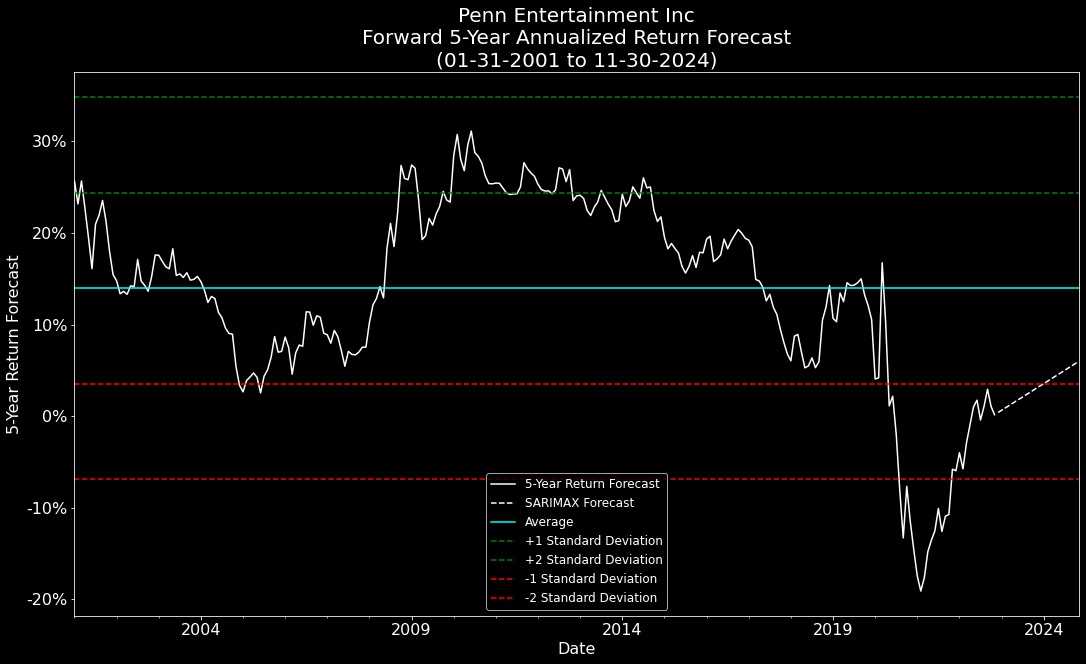 Penn Entertainment Inc
Forward 5-Year Annualized Return Forecast
(01-31-2001 to 11-30-2024)
5-Year Return Forecast
30%
20%
10%
0%
-10%
-20%
5-Year Return Forecast
SARIMAX Forecast
Average
+1 Standard Deviation
+2 Standard Deviation
-1 Standard Deviation
-2 Standard Deviation
2004
2009
2014
2019
2024
Date